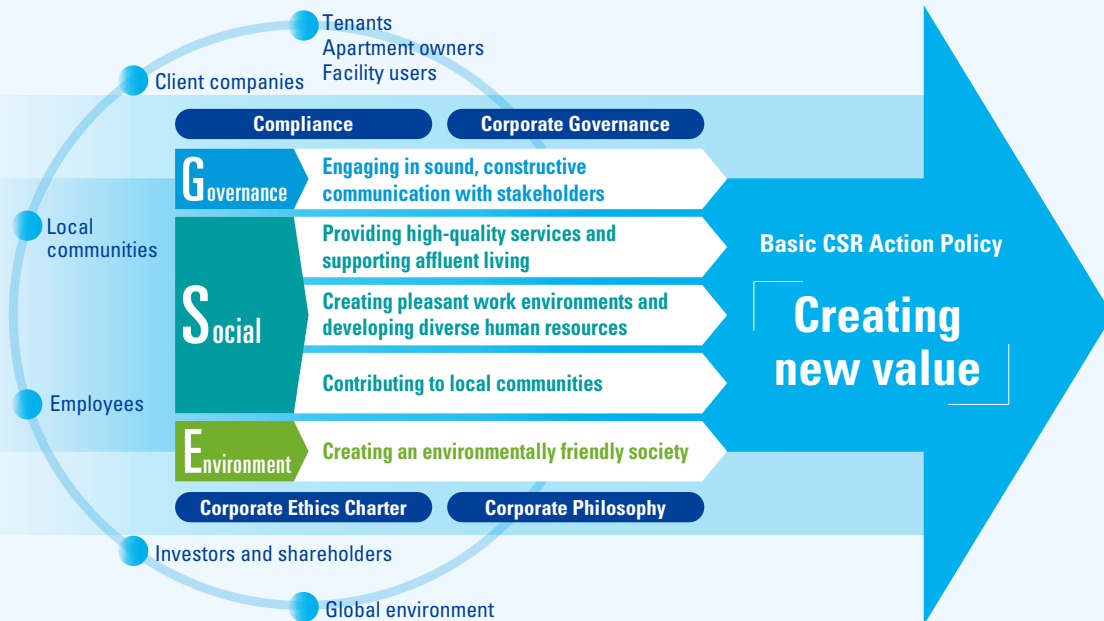 Tenants
Apartment owners
Facility users
Client companies
Compliance
Corporate Governance
Governance
Engaging in sound, constructive
communication with stakeholders
Local
communities
Social
Providing high-quality services and
supporting affluent living
Creating pleasant work environments and
developing diverse human resources
Contributing to local communities
Employees
Environment
Creating an environmentally friendly society
Corporate Ethics Charter
Corporate Philosophy
Investors and shareholders
Global environment
Basic CSR Action Policy
Creating
new value